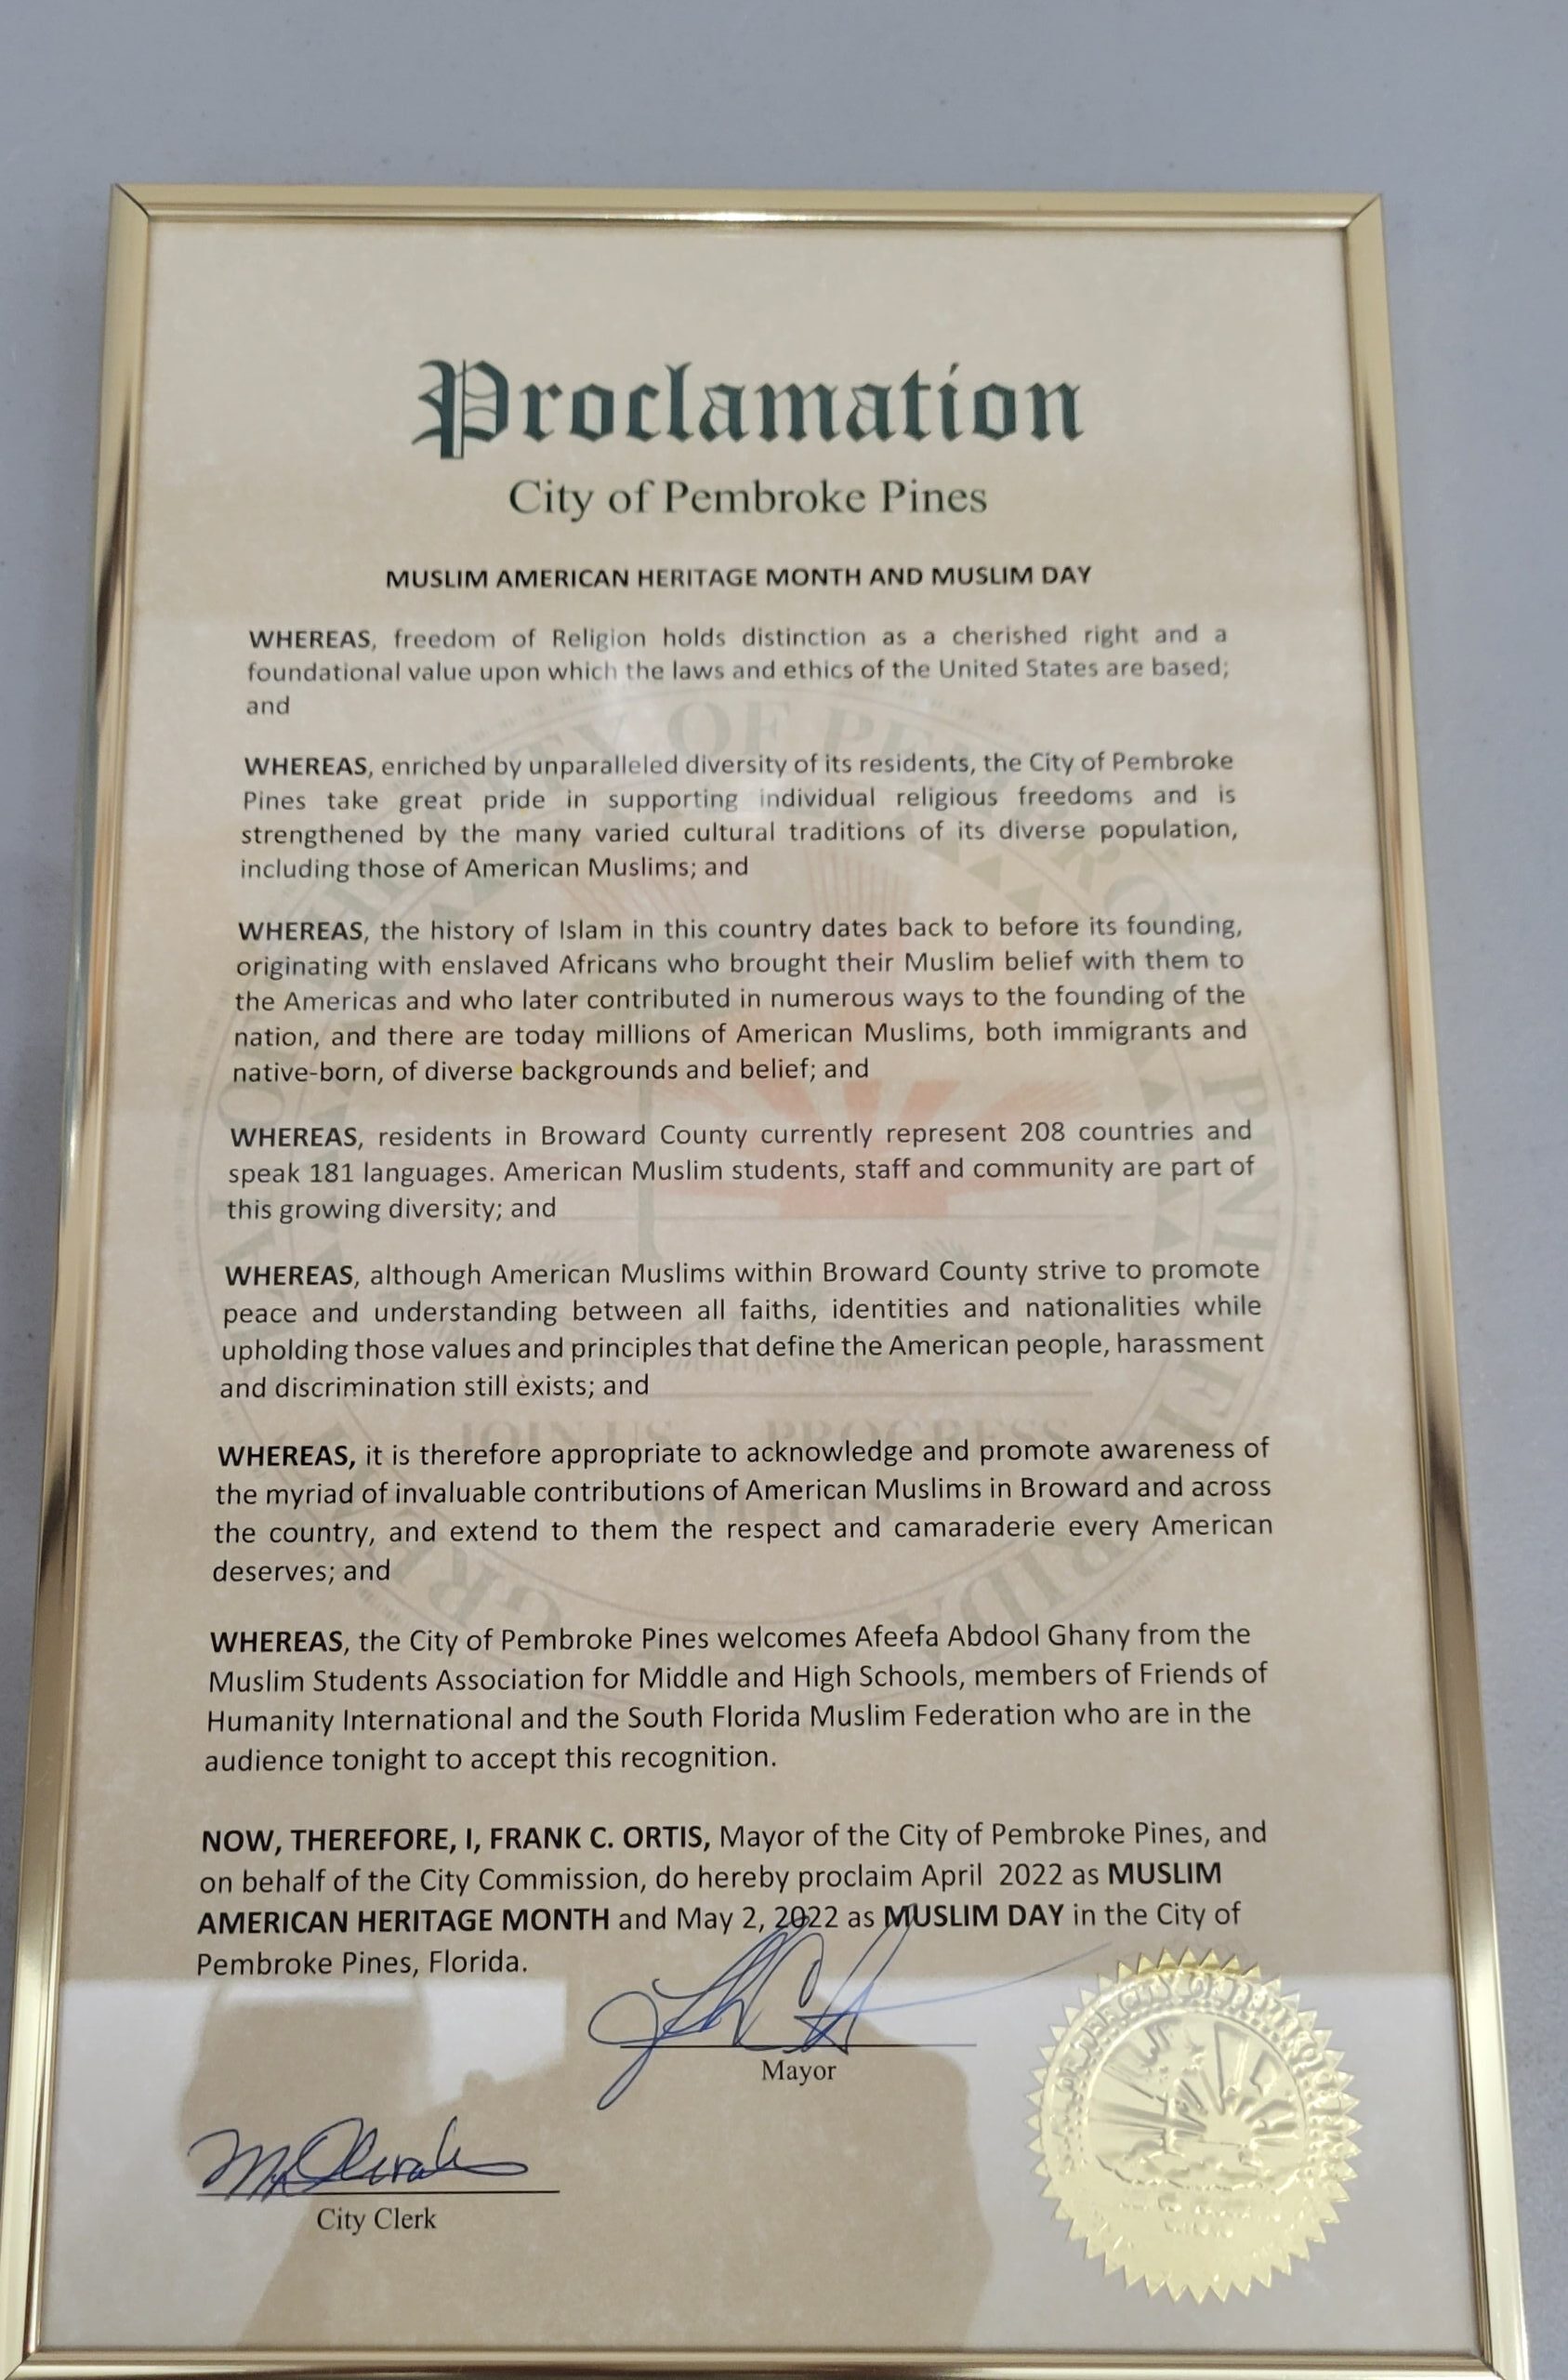 Proclamation
City of Pembroke Pines
MUSLIM AMERICAN HERITAGE MONTH AND MUSLIM DAY
WHEREAS, freedom of Religion holds distinction as a cherished right and a
foundational value upon which the laws and ethics of the United States are based;
and
WHEREAS, enriched by unparalleled diversity of its residents, the City of Pembroke
Pines take great pride in supporting individual religious freedoms and is
strengthened by the many varied cultural traditions of its diverse population,
including those of American Muslims; and
WHEREAS, the history of Islam in this country dates back to before its founding,
originating with enslaved Africans who brought their Muslim belief with them to
the Americas and who later contributed in numerous ways to the founding of the
nation, and there are today millions of American Muslims, both immigrants and
native-born, of diverse backgrounds and belief; and
WHEREAS, residents in Broward County currently represent 208 countries and
speak 181 languages. American Muslim students, staff and community are part of
this growing diversity; and
WHEREAS, although American Muslims within Broward County strive to promote
peace and understanding between all faiths, identities and nationalities while
upholding those values and principles that define the American people, harassment
and discrimination still exists; and
JOIN US PROGRESS
WHEREAS, it is therefore appropriate to acknowledge and promote awareness of
the myriad of invaluable contributions of American Muslims in Broward and across
the country, and extend to them the respect and camaraderie every American
deserves; and
WHEREAS, the City of Pembroke Pines welcomes Afeefa Abdool Ghany from the
Muslim Students Association for Middle and High Schools, members of Friends of
Humanity International and the South Florida Muslim Federation who are in the
audience tonight to accept this recognition.
NOW, THEREFORE, I, FRANK C. ORTIS, Mayor of the City of Pembroke Pines, and
on behalf of the City Commission, do hereby proclaim April 2022 as MUSLIM
AMERICAN HERITAGE MONTH and May 2, 2022 as MUSLIM DAY in the City of
Pembroke Pines, Florida.
Mayor
City Clerk